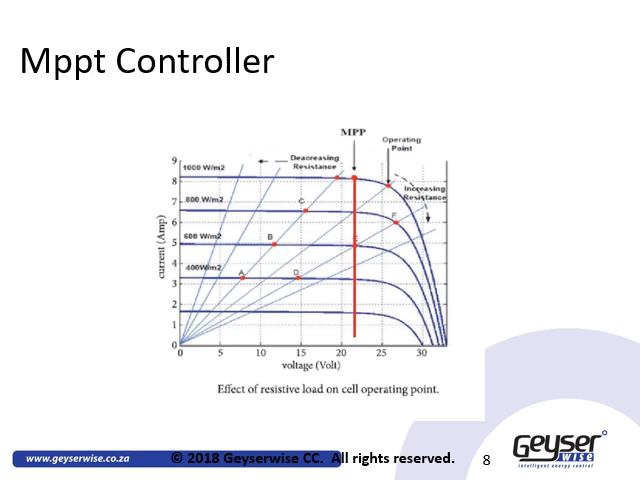 Mppt Controller
MPP
Operating
Point
Deacreasing
Resistance
Increasing
Resistance
1000 W/m2
800 W/m2
600 W/m2
400W/m2
9
8
7
6
5
4
3
2
1
0
current (Amp)
A
B
C
D
E
F
0 5 10 15 20 25 30
voltage (Volt)
Effect of resistive load on cell operating point.
www.geyserwise.co.za
© 2018 Geyserwise CC. All rights reserved.
8
GEYSER
WISE
intelligent energy control